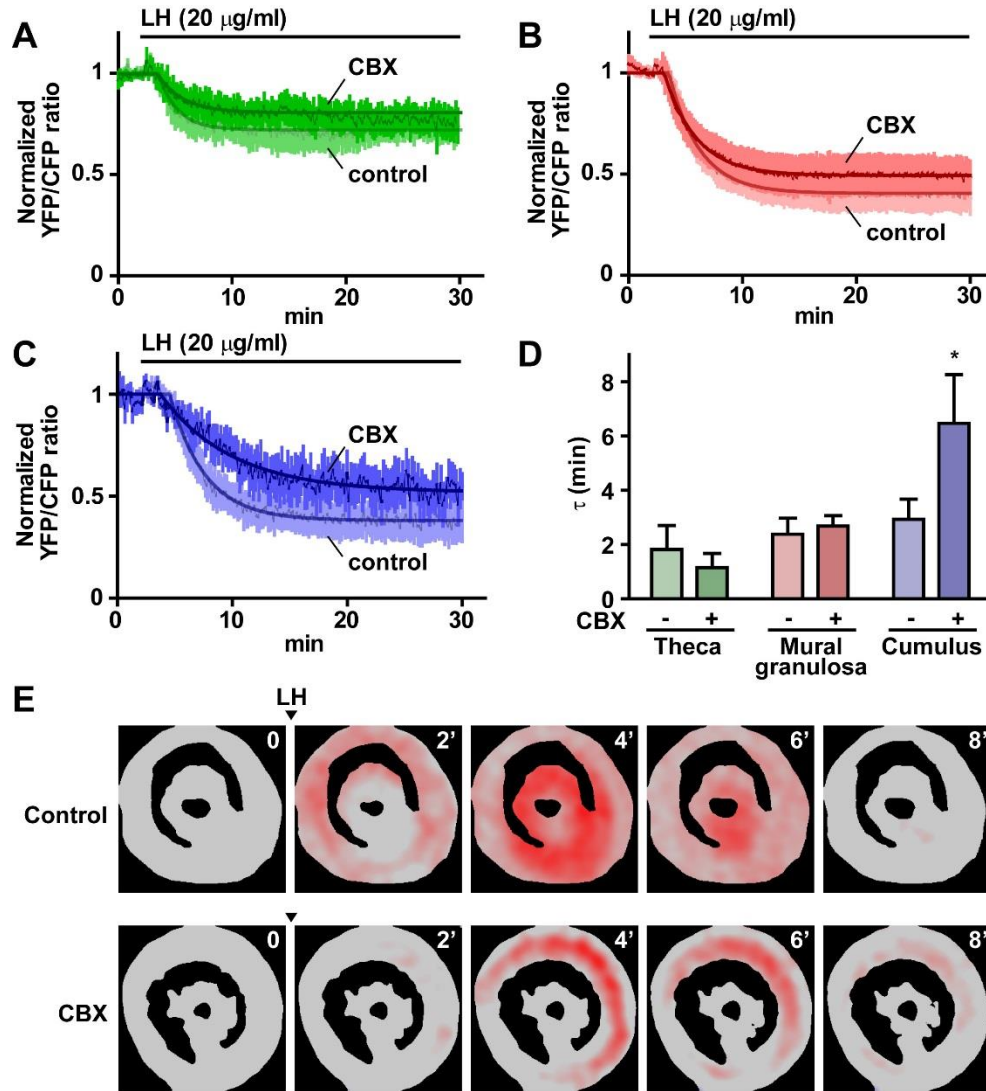 A
LH (20 µg/ml)
Normalized
YFP/CFP ratio
1
0.5
0
CBX
control
0 10 20 30
min
B
LH (20 µg/ml)
Normalized
YFP/CFP ratio
1
0.5
0
CBX
control
0 10 20 30
min
C
LH (20 µg/ml)
Normalized
YFP/CFP ratio
1
0.5
0
CBX
control
0 10 20 30
min
D
τ (min)
8
6
4
2
0
*
CBX - + - + - +
Theca Mural Cumulus
granulosa
E
LH
Control 0 2’ 4’ 6’ 8’
CBX 0 2’ 4’ 6’ 8’